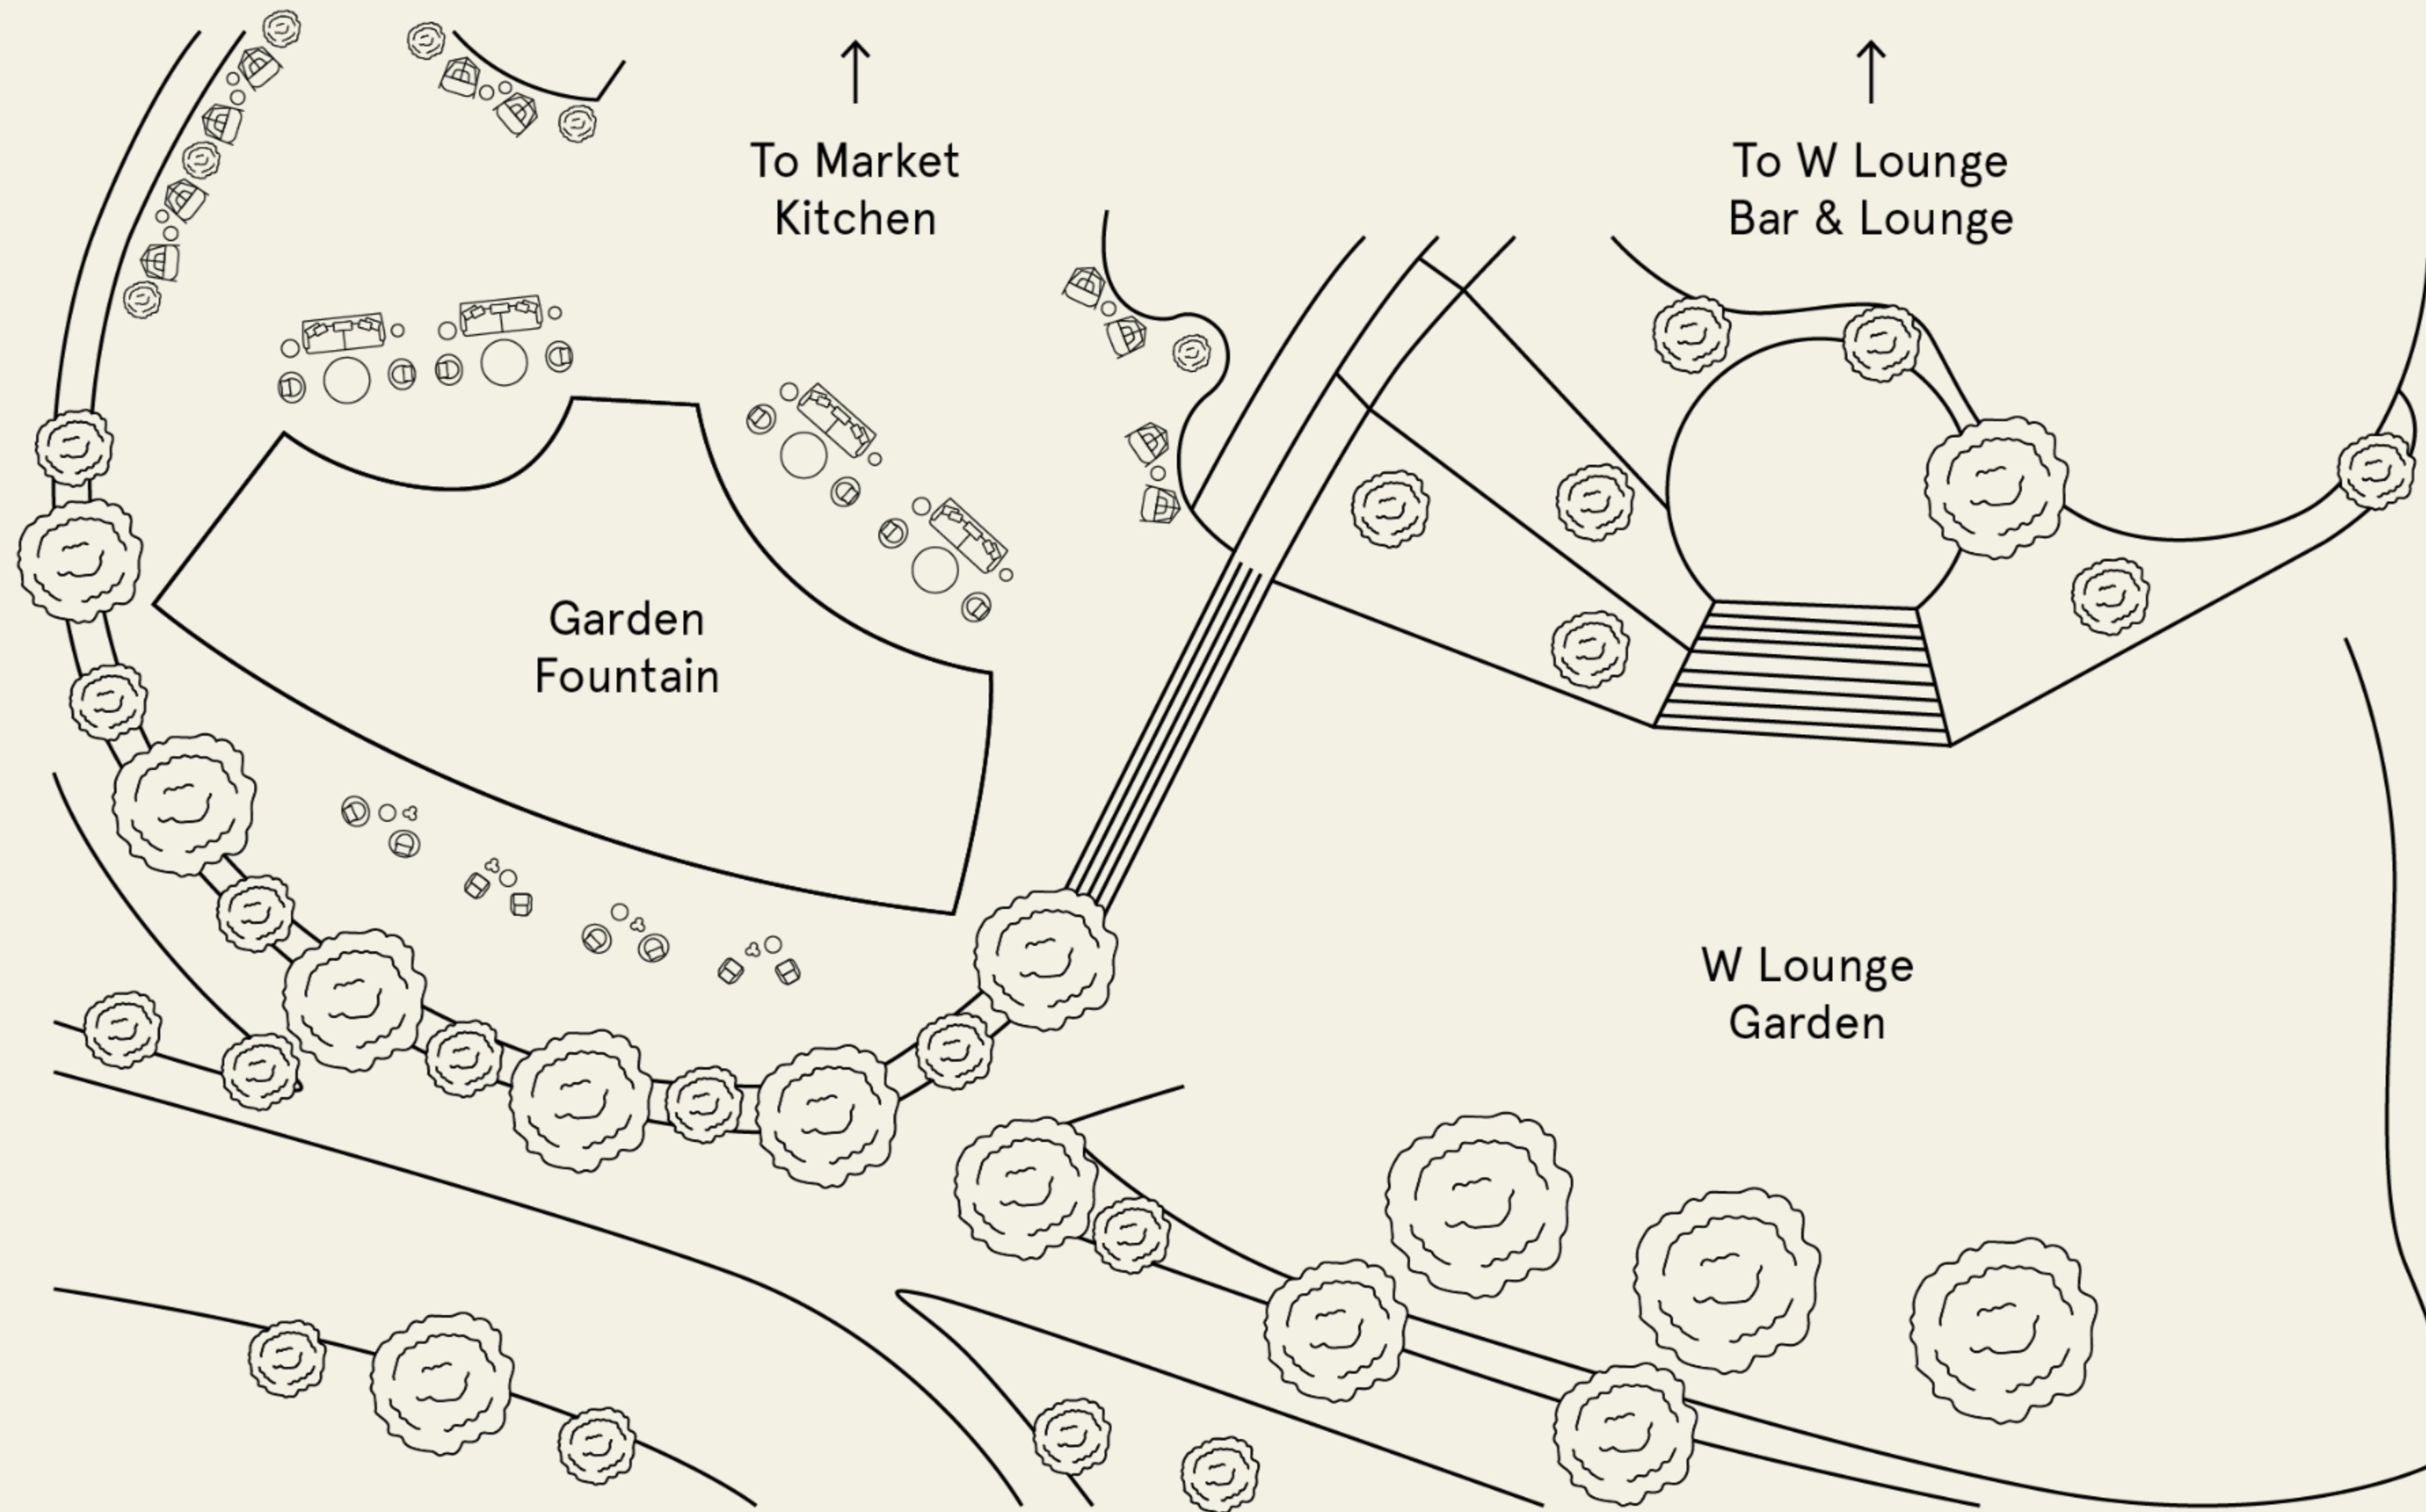 To Market
Kitchen
To W Lounge
Bar & Lounge
Garden
Fountain
W Lounge
Garden